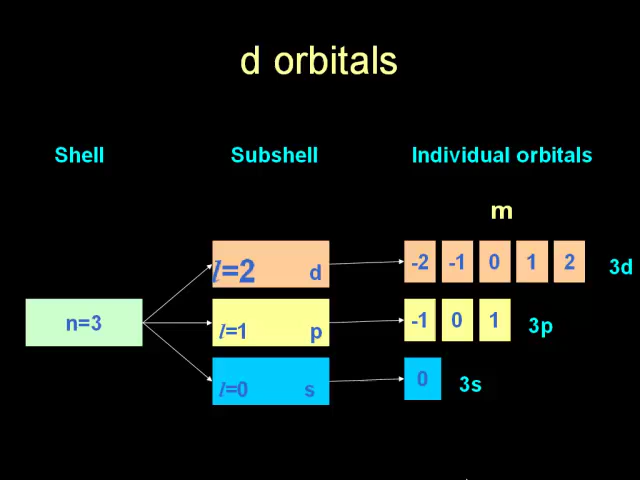 d orbitals
Shell Subshell Individual orbitals
m
l=2 d -2 -1 0 1 2 3d
n=3 l=1 p -1 0 1 3p
l=0 s 0 3s